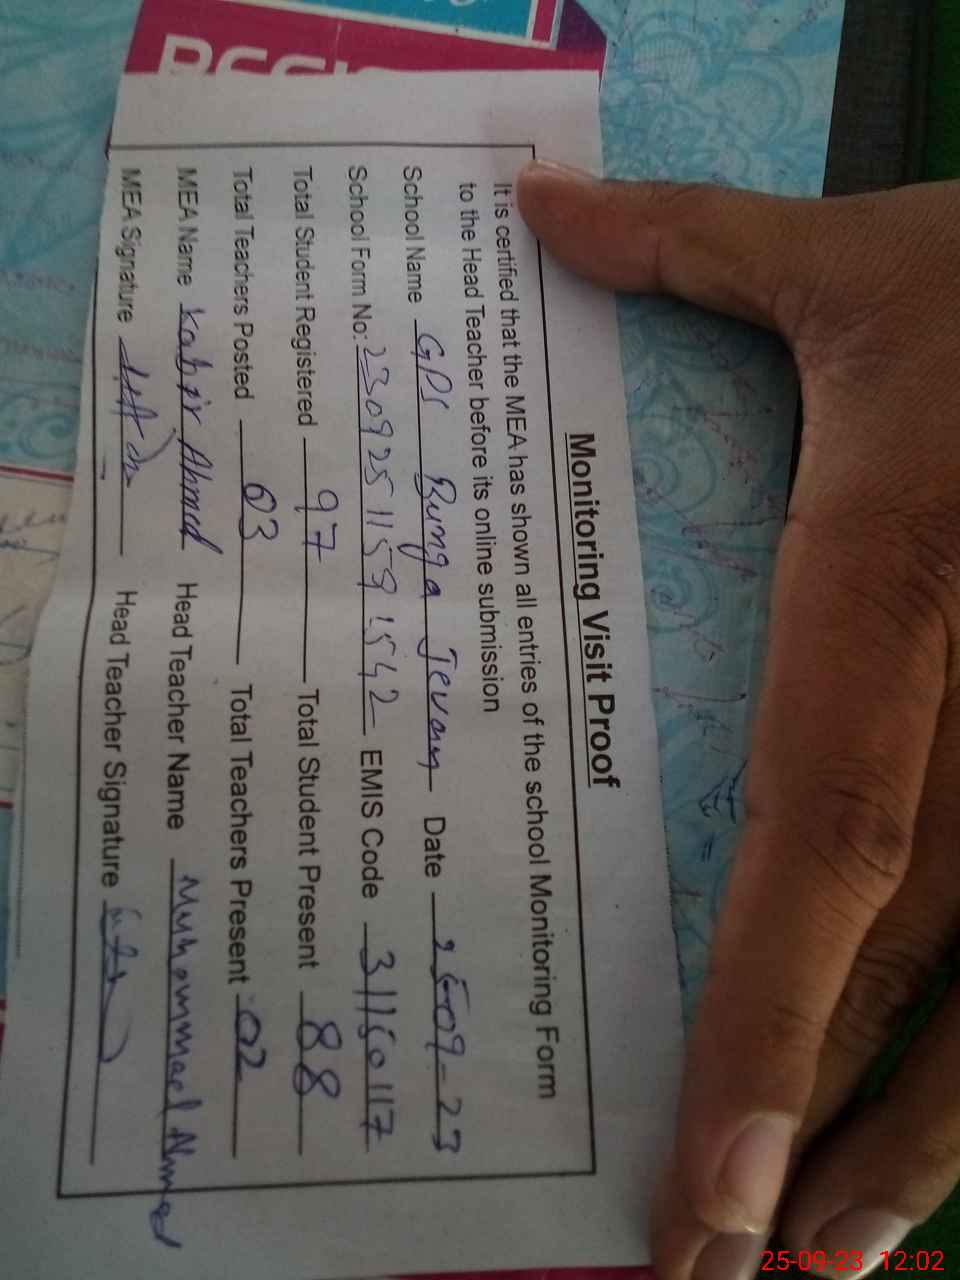 Monitoring Visit Proof
It is certified that the MEA has shown all entries of the school Monitoring Form
to the Head Teacher before its online submission
School Name GPS Bunga Jevan Date 25-09-23
School Form No: EMIS Code 31160117
Total Student Registered 97 Total Student Present 88
Total Teachers Posted 03 Total Teachers Present 02
MEA Name Kabir Ahmed Head Teacher Name Muhammad Ahmed
MEA Signature Head Teacher Signature
25-09-23 12:02